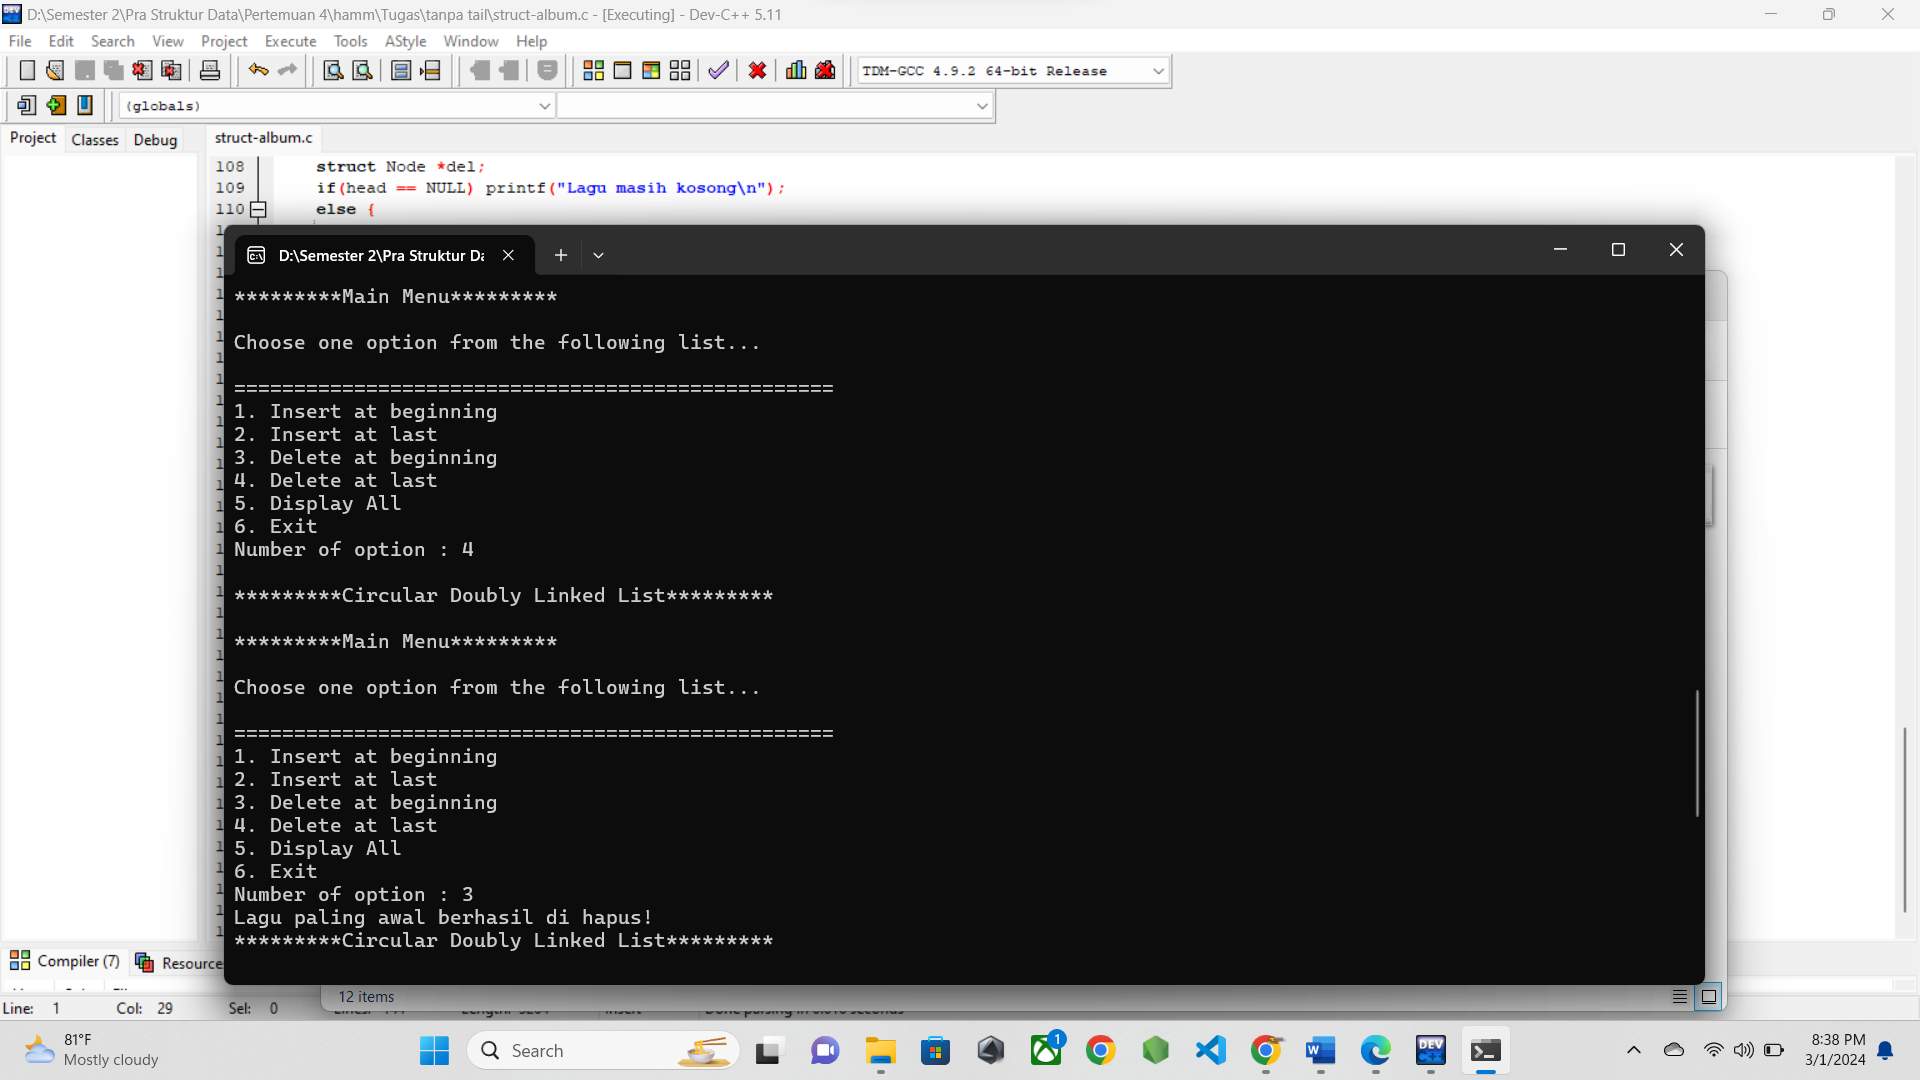 D:\Semester 2\Pra Struktur Data\Pertemuan 4\hamm\Tugas\tanpa tail\struct-album.c - [Executing] - Dev-C++ 5.11
File Edit Search View Project Execute Tools AStyle Window Help
TDM-GCC 4.9.2 64-bit Release
(globals)
Project Classes Debug struct-album.c
108 struct Node *del;
109 if(head == NULL) printf("Lagu masih kosong\n");
110 else {
D:\Semester 2\Pra Struktur Da
*********Main Menu*********
Choose one option from the following list...
==================================================
1. Insert at beginning
2. Insert at last
3. Delete at beginning
4. Delete at last
5. Display All
6. Exit
Number of option : 4
*********Circular Doubly Linked List*********
*********Main Menu*********
Choose one option from the following list...
==================================================
1. Insert at beginning
2. Insert at last
3. Delete at beginning
4. Delete at last
5. Display All
6. Exit
Number of option : 3
Lagu paling awal berhasil di hapus!
*********Circular Doubly Linked List*********
Compiler (7) Resource
12 items
Line: 1 Col: 29 Sel: 0
81°F
Mostly cloudy
Search
1
DEV
C++
8:38 PM
3/1/2024